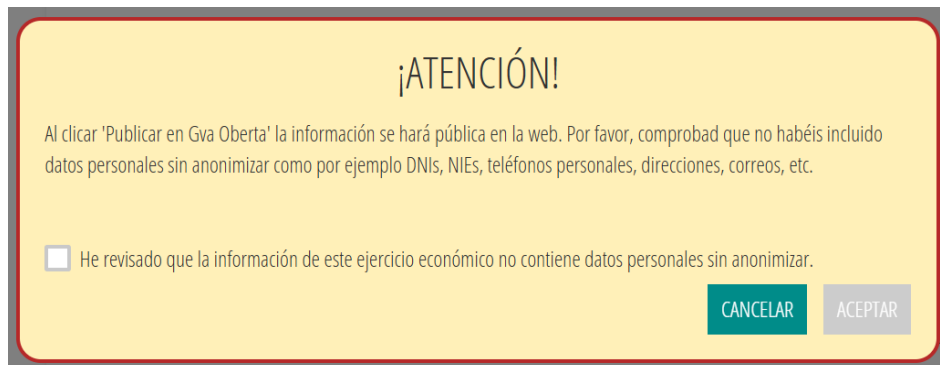 ¡ATENCIÓN!
Al clicar 'Publicar en Gva Oberta' la información se hará pública en la web. Por favor, comprobad que no habéis incluido
datos personales sin anonimizar como por ejemplo DNIs, NIEs, teléfonos personales, direcciones, correos, etc.
He revisado que la información de este ejercicio económico no contiene datos personales sin anonimizar.
CANCELAR ACEPTAR